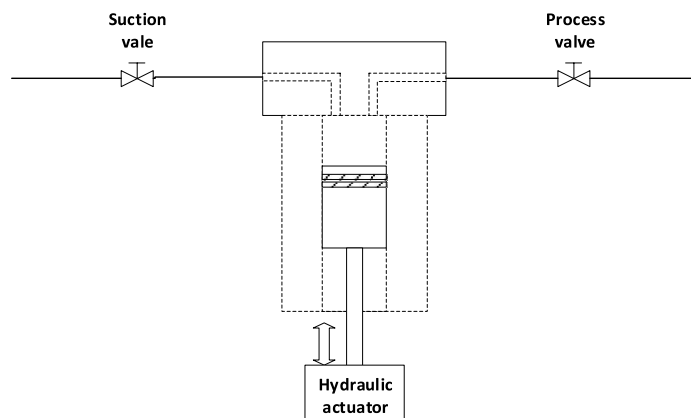 Suction
vale
Process
valve
Hydraulic
actuator